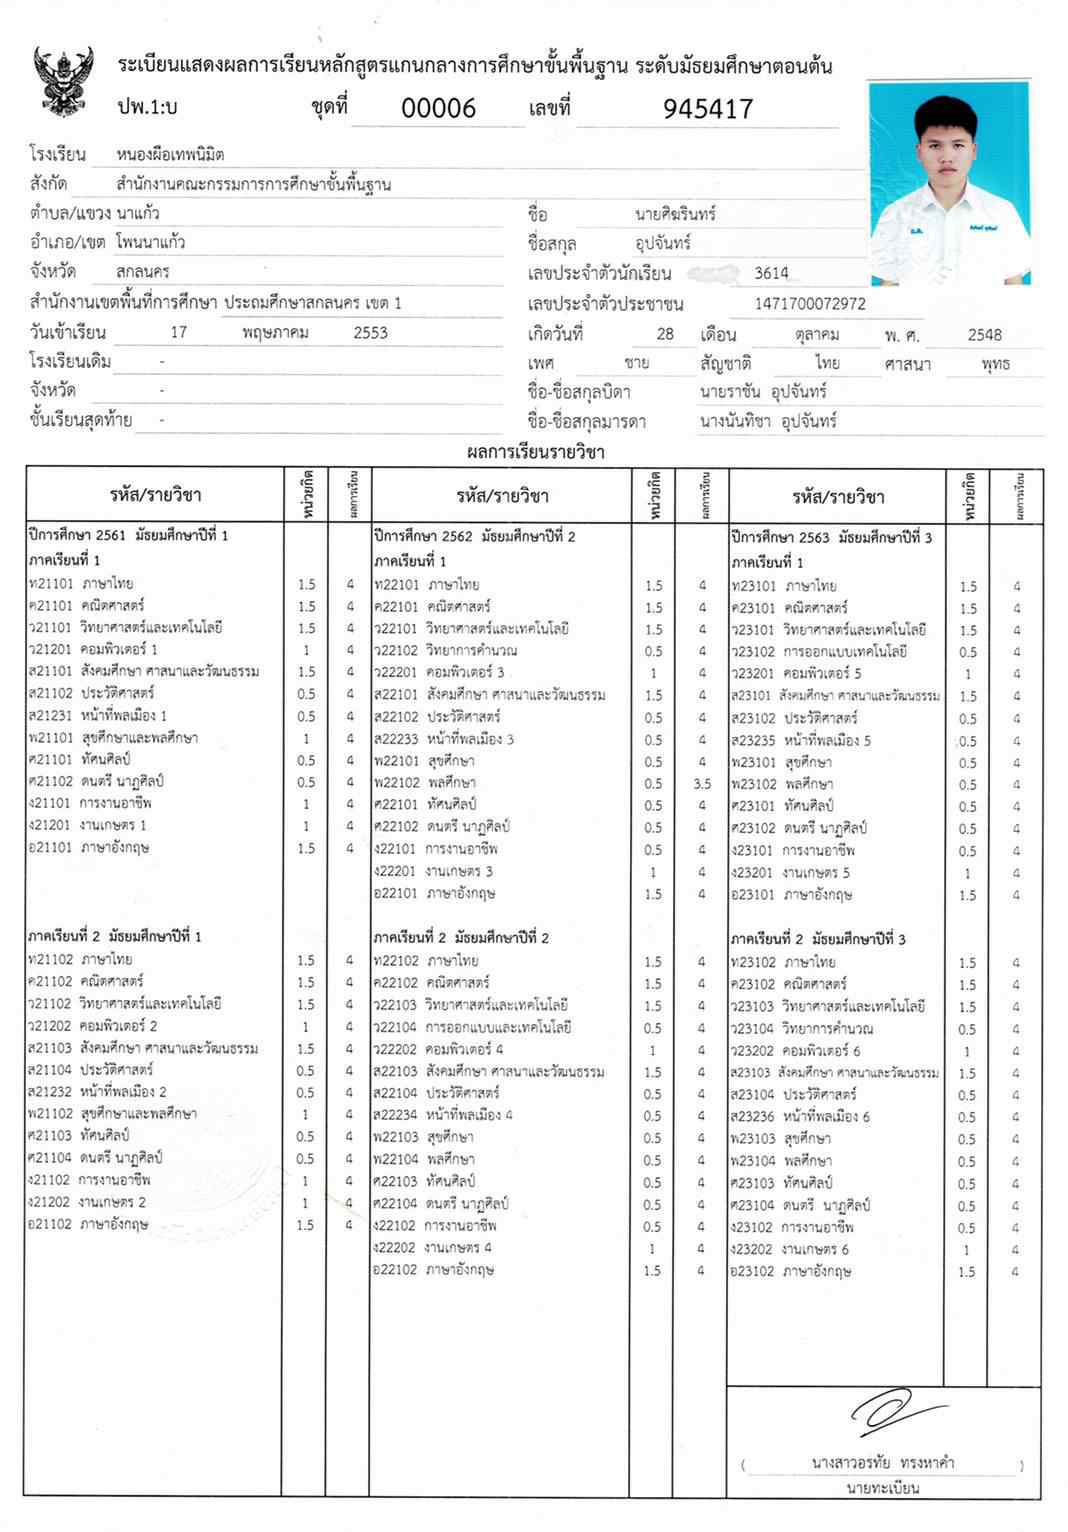 ระเบียนแสดงผลการเรียนหลักสูตรแกนกลางการศึกษาขั้นพื้นฐาน ระดับมัธยมศึกษาตอนต้น
ปพ.1:บ ชุดที่ 00006 เลขที่ 945417
โรงเรียน หนองผือเทพนิมิต
สังกัด สำนักงานคณะกรรมการการศึกษาขั้นพื้นฐาน
ตำบล/แขวง นาแก้ว ชื่อ นายศิฆรินทร์
อำเภอ/เขต โพนนาแก้ว ชื่อสกุล อุปจันทร์
จังหวัด สกลนคร เลขประจำตัวนักเรียน 3614
สำนักงานเขตพื้นที่การศึกษา ประถมศึกษาสกลนคร เขต 1 เลขประจำตัวประชาชน 1471700072972
วันเข้าเรียน 17 พฤษภาคม 2553 เกิดวันที่ 28 เดือน ตุลาคม พ. ศ. 2548
โรงเรียนเดิม - เพศ ชาย สัญชาติ ไทย ศาสนา พุทธ
จังหวัด - ชื่อ-ชื่อสกุลบิดา นายราชัน อุปจันทร์
ชั้นเรียนสุดท้าย - ชื่อ-ชื่อสกุลมารดา นางนันทิชา อุปจันทร์
ผลการเรียนรายวิชา
รหัส/รายวิชา หน่วยกิต ผลการเรียน รหัส/รายวิชา หน่วยกิต ผลการเรียน รหัส/รายวิชา หน่วยกิต ผลการเรียน
ปีการศึกษา 2561 มัธยมศึกษาปีที่ 1
ภาคเรียนที่ 1
ท21101 ภาษาไทย 1.5 4
ค21101 คณิตศาสตร์ 1.5 4
ว21101 วิทยาศาสตร์และเทคโนโลยี 1.5 4
ว21201 คอมพิวเตอร์ 1 1 4
ส21101 สังคมศึกษา ศาสนาและวัฒนธรรม 1.5 4
ส21102 ประวัติศาสตร์ 0.5 4
ส21231 หน้าที่พลเมือง 1 0.5 4
พ21101 สุขศึกษาและพลศึกษา 1 4
ศ21101 ทัศนศิลป์ 0.5 4
ศ21102 ดนตรี นาฏศิลป์ 0.5 4
ง21101 การงานอาชีพ 1 4
ง21201 งานเกษตร 1 1 4
อ21101 ภาษาอังกฤษ 1.5 4
ภาคเรียนที่ 2 มัธยมศึกษาปีที่ 1
ท21102 ภาษาไทย 1.5 4
ค21102 คณิตศาสตร์ 1.5 4
ว21102 วิทยาศาสตร์และเทคโนโลยี 1.5 4
ว21202 คอมพิวเตอร์ 2 1 4
ส21103 สังคมศึกษา ศาสนาและวัฒนธรรม 1.5 4
ส21104 ประวัติศาสตร์ 0.5 4
ส21232 หน้าที่พลเมือง 2 0.5 4
พ21102 สุขศึกษาและพลศึกษา 1 4
ศ21103 ทัศนศิลป์ 0.5 4
ศ21104 ดนตรี นาฏศิลป์ 0.5 4
ง21102 การงานอาชีพ 1 4
ง21202 งานเกษตร 2 1 4
อ21102 ภาษาอังกฤษ 1.5 4
ปีการศึกษา 2562 มัธยมศึกษาปีที่ 2
ภาคเรียนที่ 1
ท22101 ภาษาไทย 1.5 4
ค22101 คณิตศาสตร์ 1.5 4
ว22101 วิทยาศาสตร์และเทคโนโลยี 1.5 4
ว22102 วิทยาการคำนวณ 0.5 4
ว22201 คอมพิวเตอร์ 3 1 4
ส22101 สังคมศึกษา ศาสนาและวัฒนธรรม 1.5 4
ส22102 ประวัติศาสตร์ 0.5 4
ส22233 หน้าที่พลเมือง 3 0.5 4
พ22101 สุขศึกษา 0.5 4
พ22102 พลศึกษา 0.5 3.5
ศ22101 ทัศนศิลป์ 0.5 4
ศ22102 ดนตรี นาฏศิลป์ 0.5 4
ง22101 การงานอาชีพ 0.5 4
ง22201 งานเกษตร 3 1 4
อ22101 ภาษาอังกฤษ 1.5 4
ภาคเรียนที่ 2 มัธยมศึกษาปีที่ 2
ท22102 ภาษาไทย 1.5 4
ค22102 คณิตศาสตร์ 1.5 4
ว22103 วิทยาศาสตร์และเทคโนโลยี 1.5 4
ว22104 การออกแบบและเทคโนโลยี 0.5 4
ว22202 คอมพิวเตอร์ 4 1 4
ส22103 สังคมศึกษา ศาสนาและวัฒนธรรม 1.5 4
ส22104 ประวัติศาสตร์ 0.5 4
ส22234 หน้าที่พลเมือง 4 0.5 4
พ22103 สุขศึกษา 0.5 4
พ22104 พลศึกษา 0.5 4
ศ22103 ทัศนศิลป์ 0.5 4
ศ22104 ดนตรี นาฏศิลป์ 0.5 4
ง22102 การงานอาชีพ 0.5 4
ง22202 งานเกษตร 4 1 4
อ22102 ภาษาอังกฤษ 1.5 4
ปีการศึกษา 2563 มัธยมศึกษาปีที่ 3
ภาคเรียนที่ 1
ท23101 ภาษาไทย 1.5 4
ค23101 คณิตศาสตร์ 1.5 4
ว23101 วิทยาศาสตร์และเทคโนโลยี 1.5 4
ว23102 การออกแบบเทคโนโลยี 0.5 4
ว23201 คอมพิวเตอร์ 5 1 4
ส23101 สังคมศึกษา ศาสนาและวัฒนธรรม 1.5 4
ส23102 ประวัติศาสตร์ 0.5 4
ส23235 หน้าที่พลเมือง 5 0.5 4
พ23101 สุขศึกษา 0.5 4
พ23102 พลศึกษา 0.5 4
ศ23101 ทัศนศิลป์ 0.5 4
ศ23102 ดนตรี นาฏศิลป์ 0.5 4
ง23101 การงานอาชีพ 0.5 4
ง23201 งานเกษตร 5 1 4
อ23101 ภาษาอังกฤษ 1.5 4
ภาคเรียนที่ 2 มัธยมศึกษาปีที่ 3
ท23102 ภาษาไทย 1.5 4
ค23102 คณิตศาสตร์ 1.5 4
ว23103 วิทยาศาสตร์และเทคโนโลยี 1.5 4
ว23104 วิทยาการคำนวณ 0.5 4
ว23202 คอมพิวเตอร์ 6 1 4
ส23103 สังคมศึกษา ศาสนาและวัฒนธรรม 1.5 4
ส23104 ประวัติศาสตร์ 0.5 4
ส23236 หน้าที่พลเมือง 6 0.5 4
พ23103 สุขศึกษา 0.5 4
พ23104 พลศึกษา 0.5 4
ศ23103 ทัศนศิลป์ 0.5 4
ศ23104 ดนตรี นาฏศิลป์ 0.5 4
ง23102 การงานอาชีพ 0.5 4
ง23202 งานเกษตร 6 1 4
อ23102 ภาษาอังกฤษ 1.5 4
( นางสาวอรทัย ทรงหาคำ )
นายทะเบียน